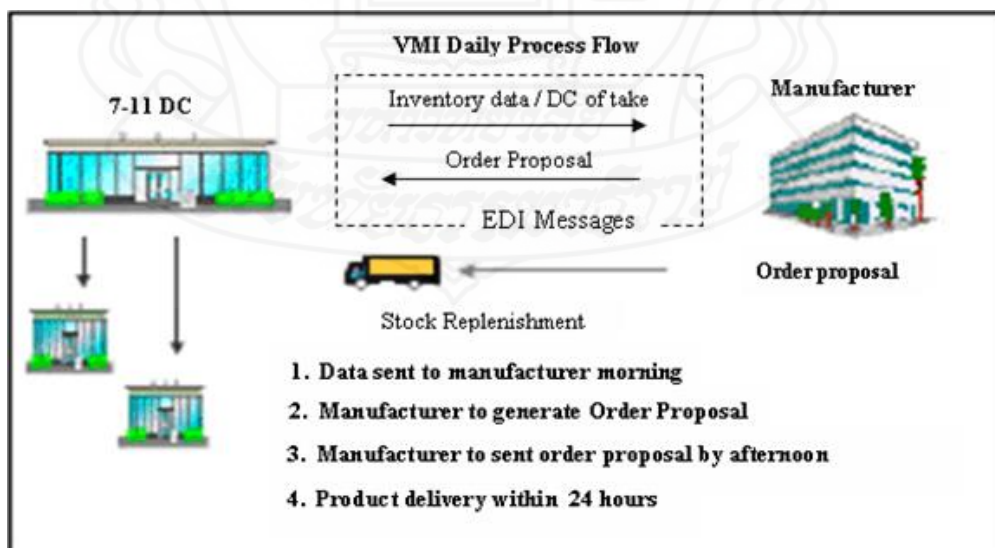 VMI Daily Process Flow
7-11 DC
Inventory data / DC of take
Manufacturer
Order Proposal
EDI Messages
Order proposal
Stock Replenishment
1. Data sent to manufacturer morning
2. Manufacturer to generate Order Proposal
3. Manufacturer to sent order proposal by afternoon
4. Product delivery within 24 hours